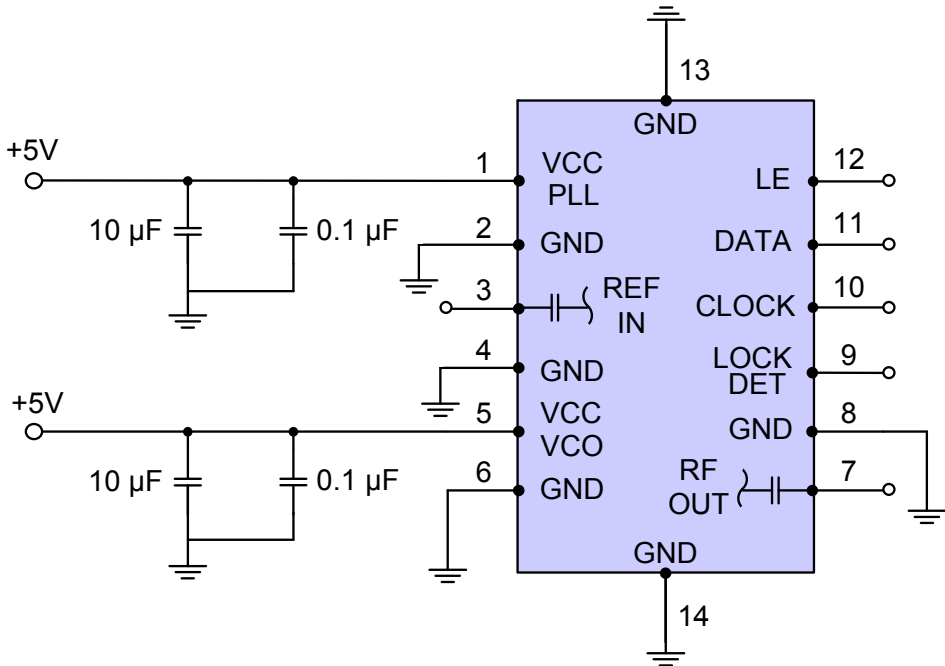 13
GND
+5V
1
VCC
PLL
10 µF
0.1 µF
2
GND
3
REF
IN
4
GND
+5V
5
VCC
VCO
10 µF
0.1 µF
6
GND
12
LE
11
DATA
10
CLOCK
9
LOCK
DET
8
GND
7
RF
OUT
GND
14